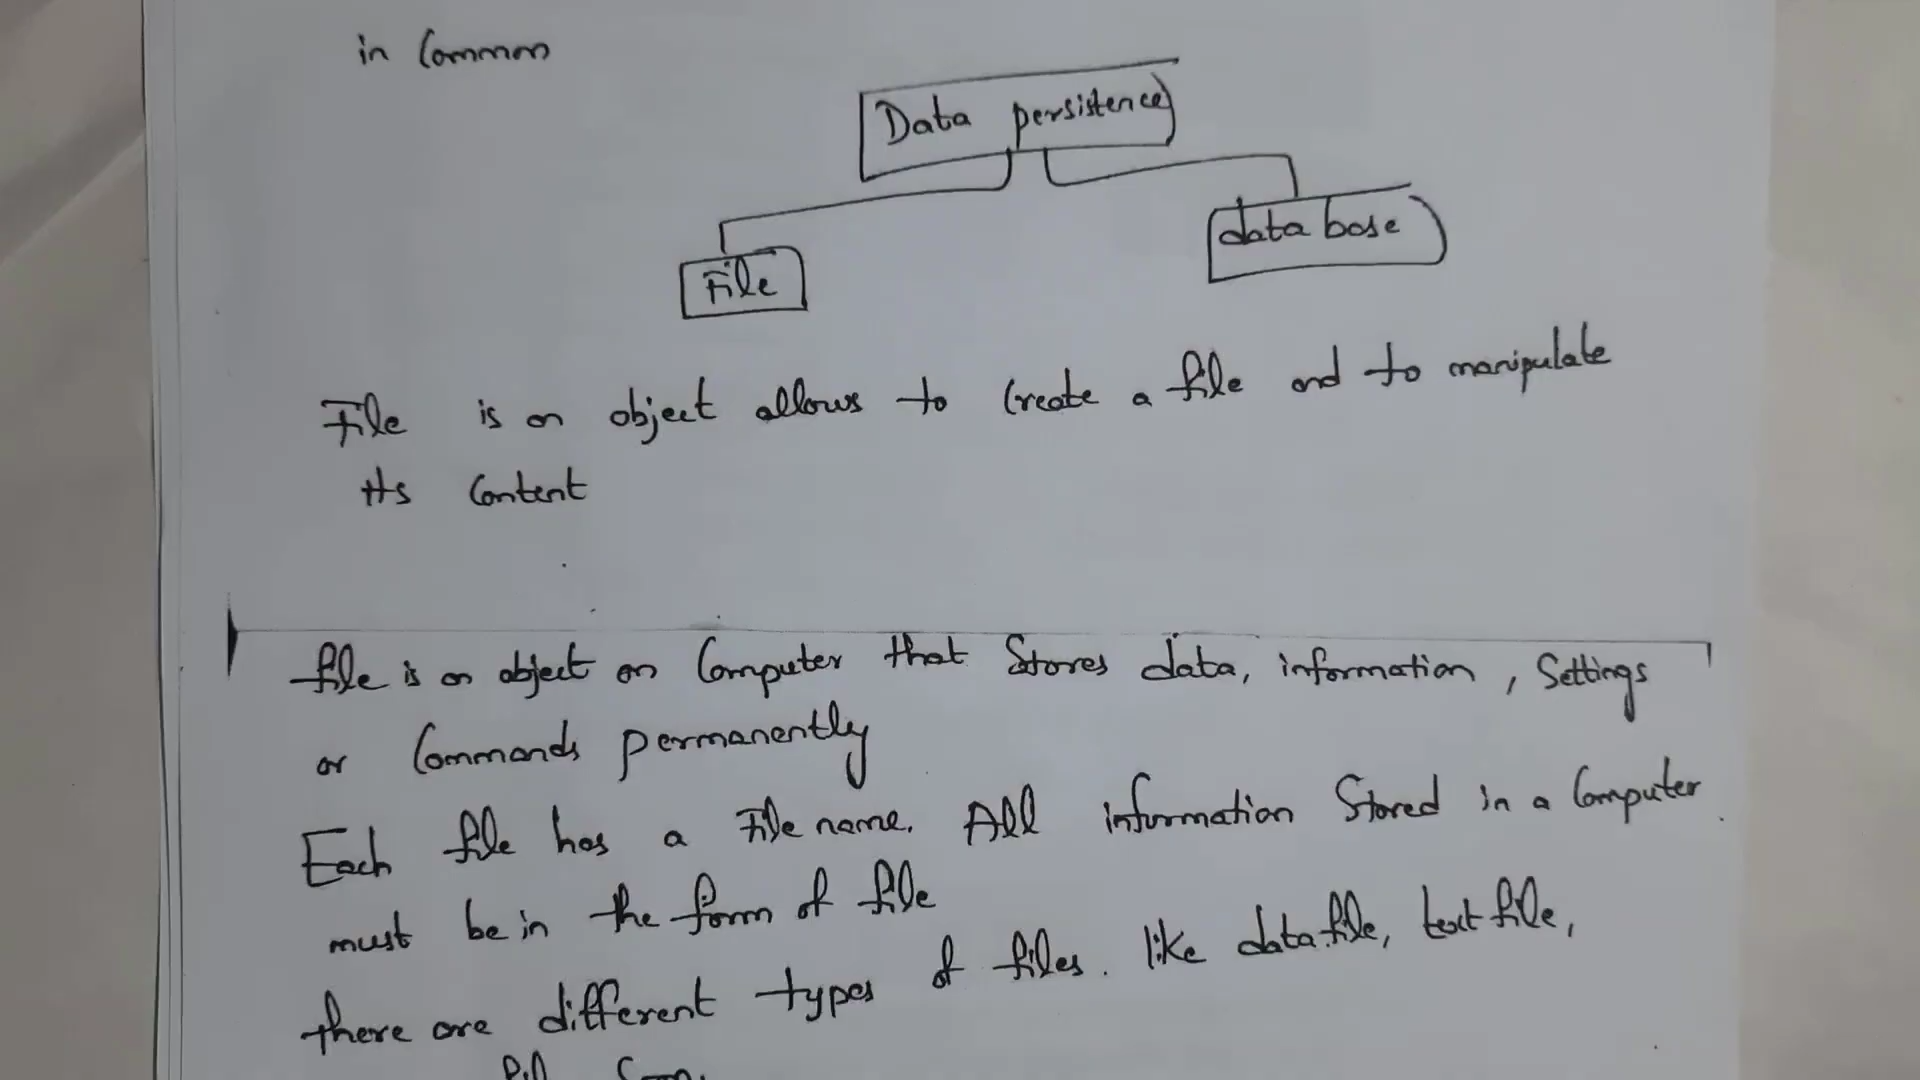 in Common
Data persistence
data base
File
File is an object allows to Create a file and to manipulate
its Content
file is an object on Computer that Stores data, information, Settings
or Commands permanently
Each file has a File name. All information Stored in a Computer
must be in the form of file
there are different types of files. like data file, text file,